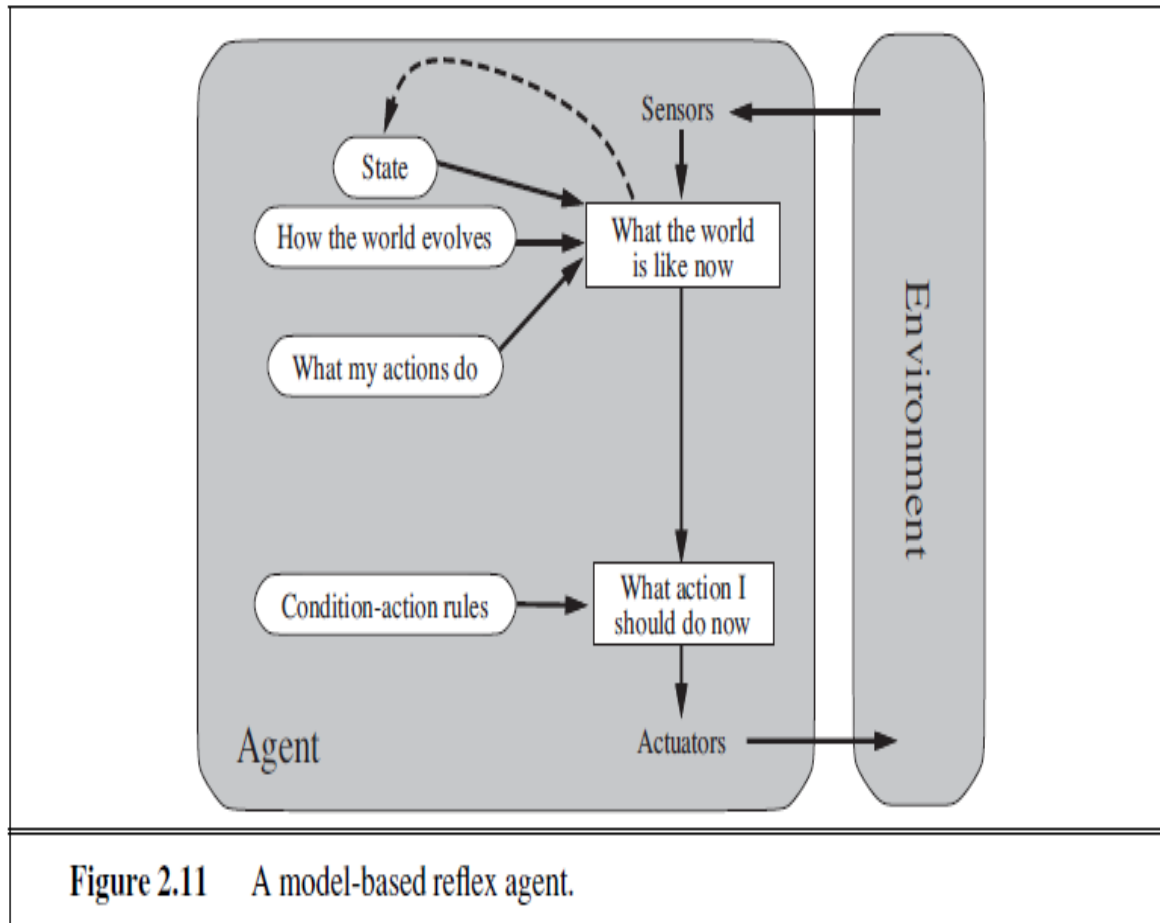 Sensors
State
How the world evolves
What the world
is like now
What my actions do
Environment
Condition-action rules
What action I
should do now
Agent
Actuators
Figure 2.11 A model-based reflex agent.